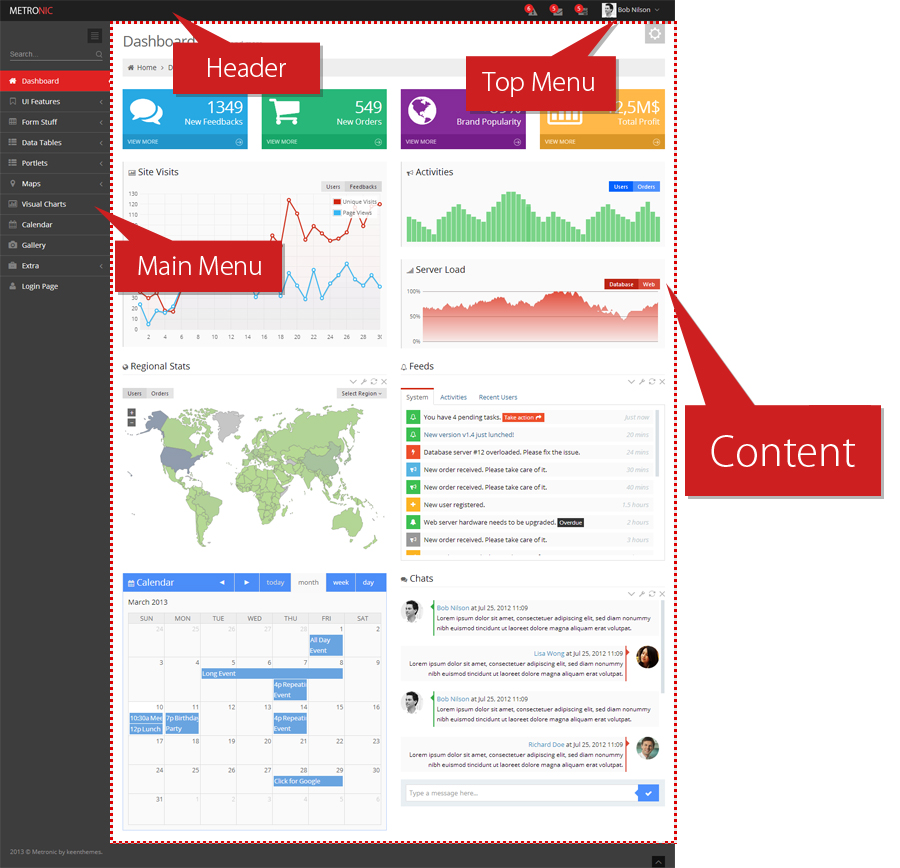 METRONIC
6
5
5
Bob Nilson
Search...
Dashboard
UI Features
Form Stuff
Data Tables
Portlets
Maps
Visual Charts
Calendar
Gallery
Extra
Login Page
Dashboard
Home
Header
Top Menu
Main Menu
Content
1349
New Feedbacks
VIEW MORE
549
New Orders
VIEW MORE
Brand Popularity
VIEW MORE
2,5M$
Total Profit
VIEW MORE
Site Visits
Users Feedbacks
Unique Visits
Page Views
130
120
110
100
90
80
10
0
2 4 6 8 10 12 14 16 18 20 22 24 26 28 30
Activities
Users Orders
Server Load
Database Web
100%
50%
0%
Regional Stats
Users Orders
Select Region
+
-
Feeds
System Activities Recent Users
You have 4 pending tasks. Take action Just now
New version v1.4 just lunched! 20 mins
Database server #12 overloaded. Please fix the issue. 24 mins
New order received. Please take care of it. 30 mins
New order received. Please take care of it. 40 mins
New user registered. 1.5 hours
Web server hardware needs to be upgraded. Overdue 2 hours
New order received. Please take care of it. 3 hours
Calendar today month week day
March 2013
SUN MON TUE WED THU FRI SAT
24 25 26 27 28 1 2
All Day
Event
3 4 5 6 7 8 9
Long Event
4p Repeati
Event
10 11 12 13 14 15 16
10:30a Mee 7p Birthday 4p Repeati
12p Lunch Party Event
17 18 19 20 21 22 23
24 25 26 27 28 29 30
Click for Google
31 1 2 3 4 5 6
Chats
Bob Nilson at Jul 25, 2012 11:09
Lorem ipsum dolor sit amet, consectetuer adipiscing elit, sed diam nonummy
nibh euismod tincidunt ut laoreet dolore magna aliquam erat volutpat.
Lisa Wong at Jul 25, 2012 11:09
Lorem ipsum dolor sit amet, consectetuer adipiscing elit, sed diam nonummy
nibh euismod tincidunt ut laoreet dolore magna aliquam erat volutpat.
Bob Nilson at Jul 25, 2012 11:09
Lorem ipsum dolor sit amet, consectetuer adipiscing elit, sed diam nonummy
nibh euismod tincidunt ut laoreet dolore magna aliquam erat volutpat.
Richard Doe at Jul 25, 2012 11:09
Lorem ipsum dolor sit amet, consectetuer adipiscing elit, sed diam nonummy
nibh euismod tincidunt ut laoreet dolore magna aliquam erat volutpat.
Type a message here...
2013 © Metronic by keenthemes.